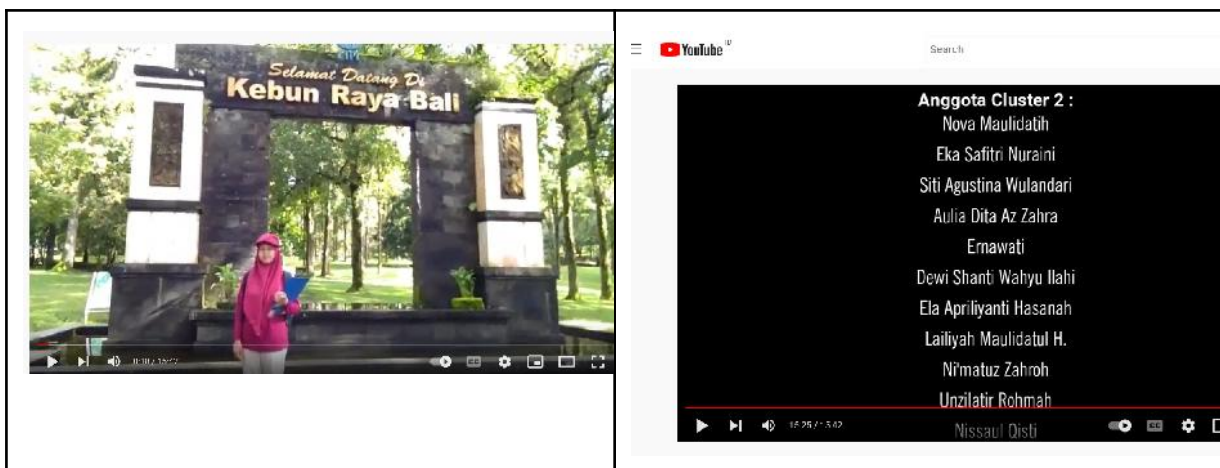 Selamat Datang Di
Kebun Raya Bali
YouTube ID
Search
Anggota Cluster 2 :
Nova Maulidatih
Eka Safitri Nuraini
Siti Agustina Wulandari
Aulia Dita Az Zahra
Ernawati
Dewi Shanti Wahyu Ilahi
Ela Apriliyanti Hasanah
Lailiyah Maulidatul H.
Ni'matuz Zahroh
Unzilatir Rohmah
Nissaul Qisti